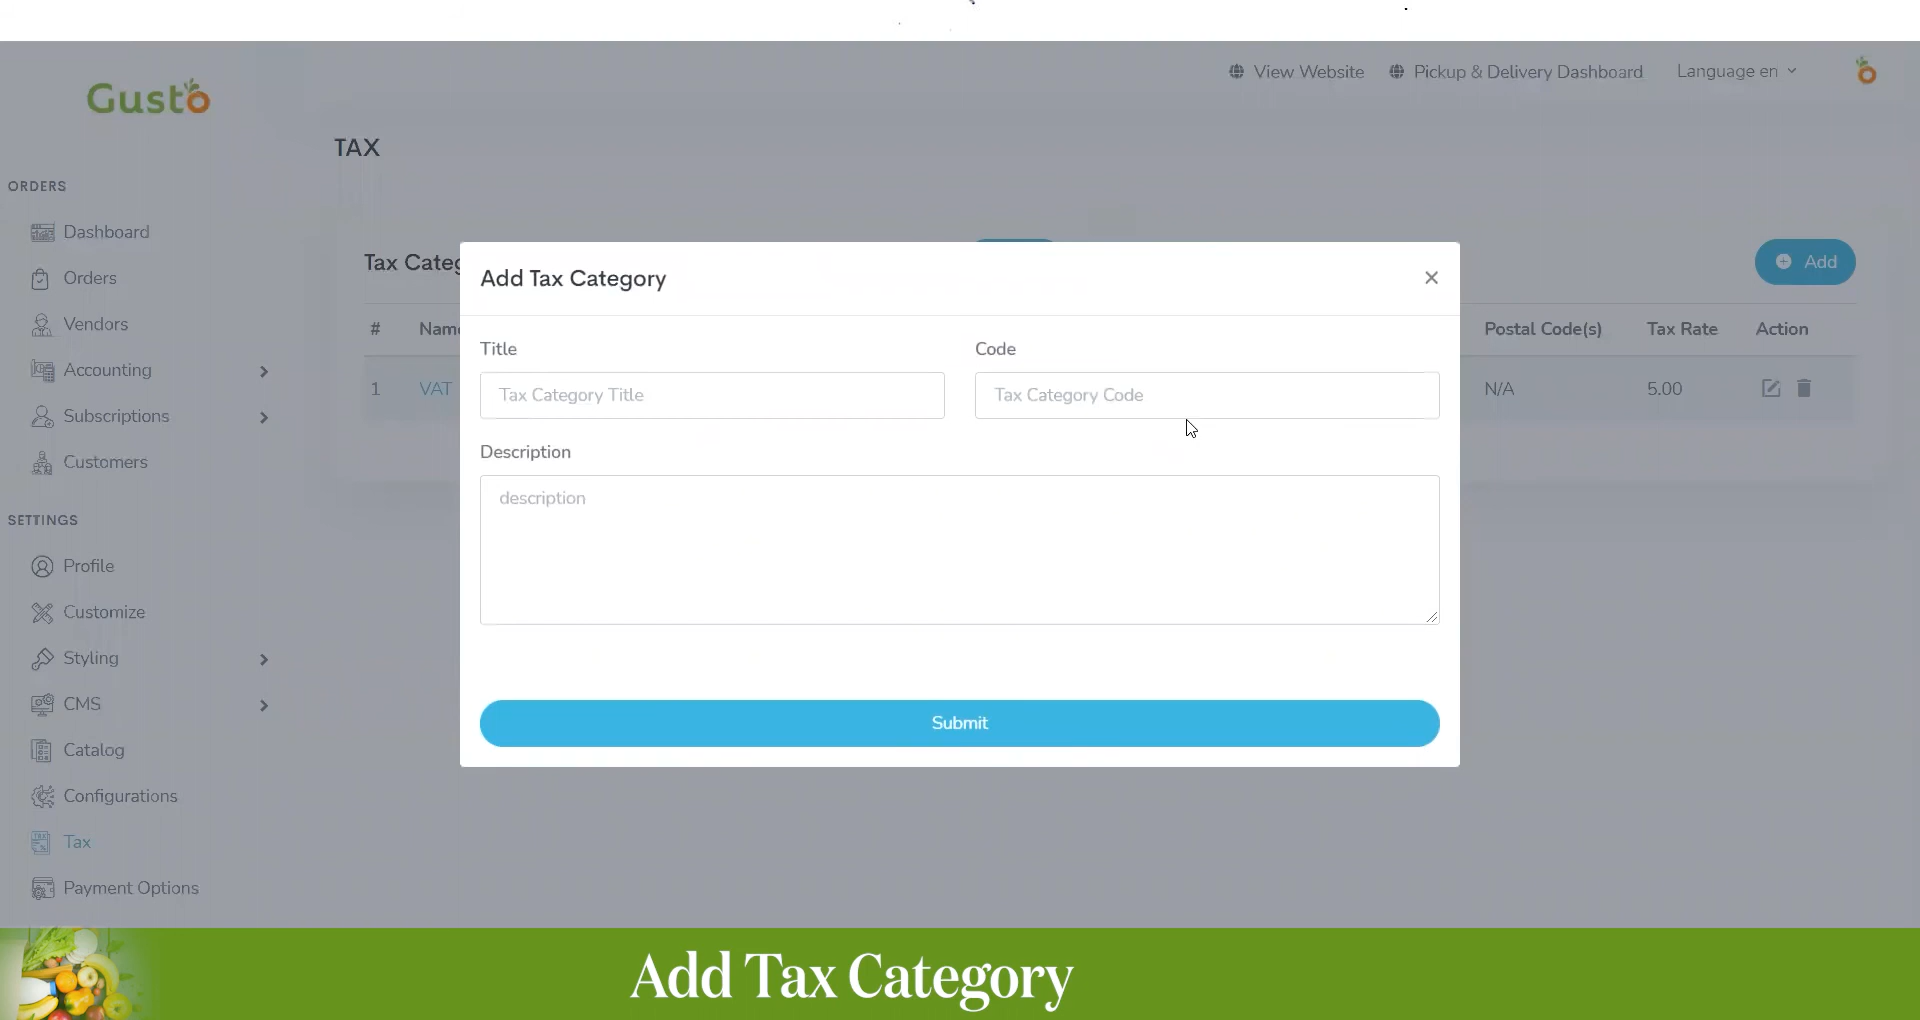 Gusto
View Website
Pickup & Delivery Dashboard
Language en
TAX
ORDERS
Dashboard
Orders
Vendors
Accounting
Subscriptions
Customers
SETTINGS
Profile
Customize
Styling
CMS
Catalog
Configurations
Tax
Payment Options
Tax Categ
Add
# Name Postal Code(s) Tax Rate Action
1 VAT N/A 5.00
Add Tax Category
Title
Code
Tax Category Title
Tax Category Code
Description
description
Submit
Add Tax Category